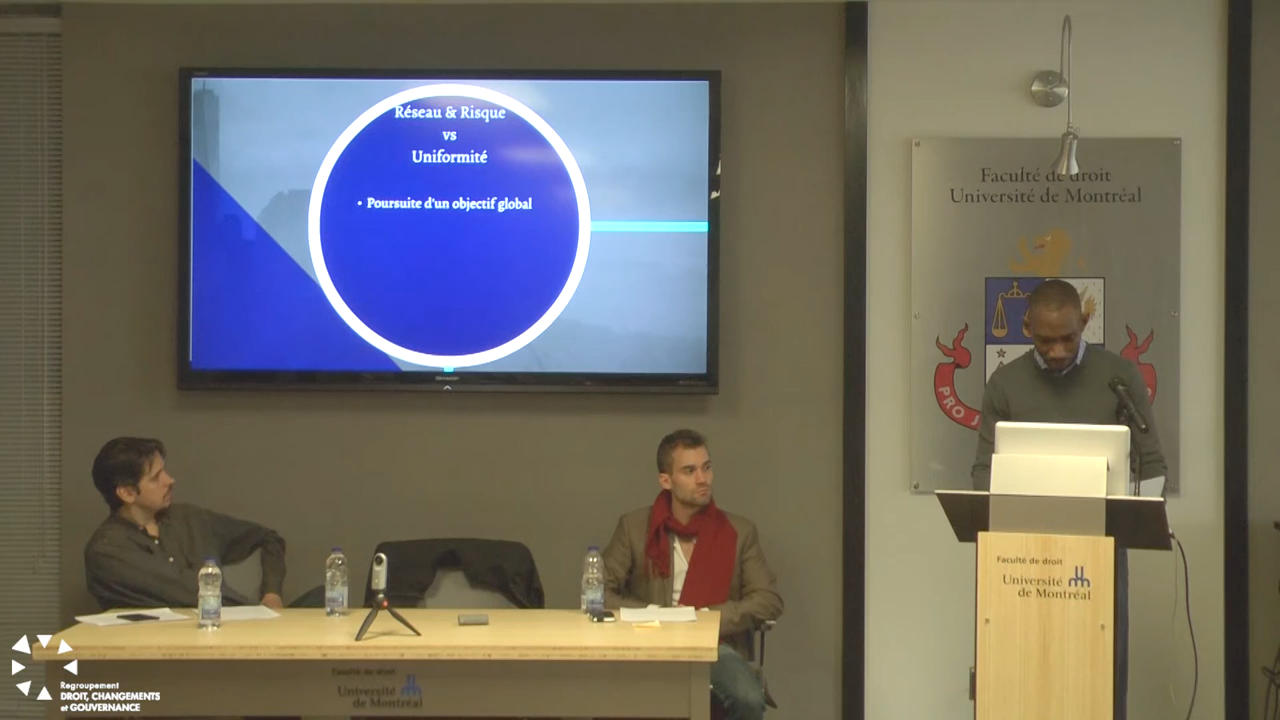 Réseau & Risque
vs
Uniformité
• Poursuite d'un objectif global
Faculté de droit
Université de Montréal
PRO
Faculté de droit
Université
de Montréal
Faculté de droit
Université
de Montréal
Regroupement
DROIT, CHANGEMENTS
et GOUVERNANCE